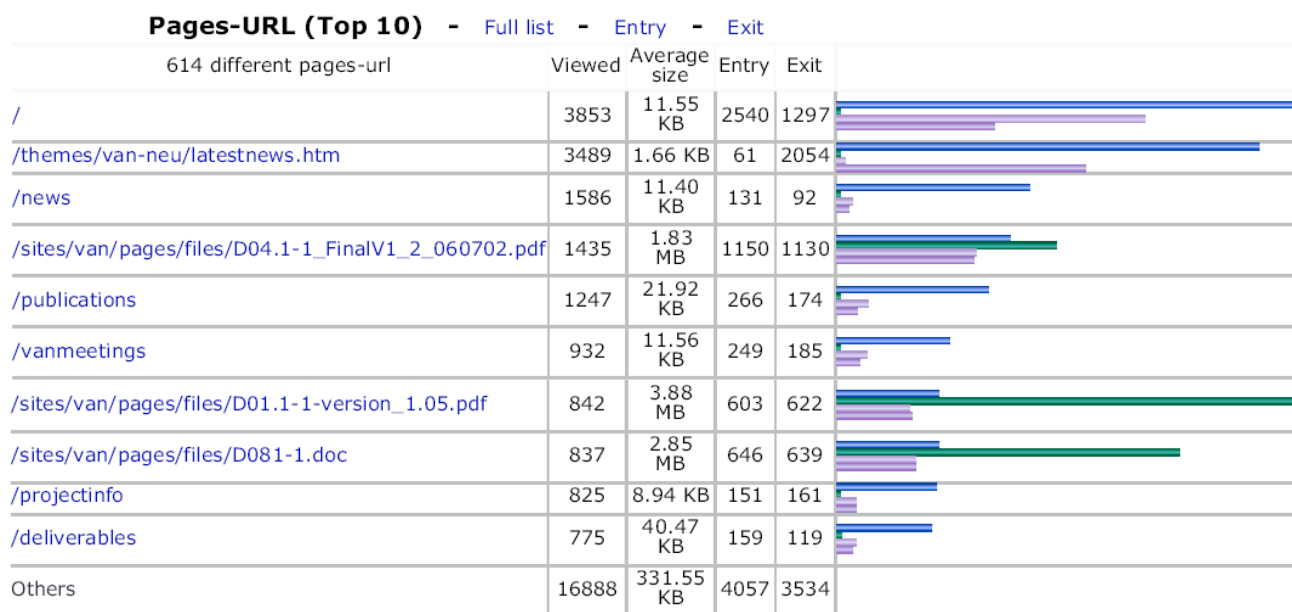 Pages-URL (Top 10) - Full list - Entry - Exit
614 different pages-url Viewed Average size Entry Exit
/ 3853 11.55 KB 2540 1297
/themes/van-neu/latestnews.htm 3489 1.66 KB 61 2054
/news 1586 11.40 KB 131 92
/sites/van/pages/files/D04.1-1_FinalV1_2_060702.pdf 1435 1.83 MB 1150 1130
/publications 1247 21.92 KB 266 174
/vanmeetings 932 11.56 KB 249 185
/sites/van/pages/files/D01.1-1-version_1.05.pdf 842 3.88 MB 603 622
/sites/van/pages/files/D081-1.doc 837 2.85 MB 646 639
/projectinfo 825 8.94 KB 151 161
/deliverables 775 40.47 KB 159 119
Others 16888 331.55 KB 4057 3534